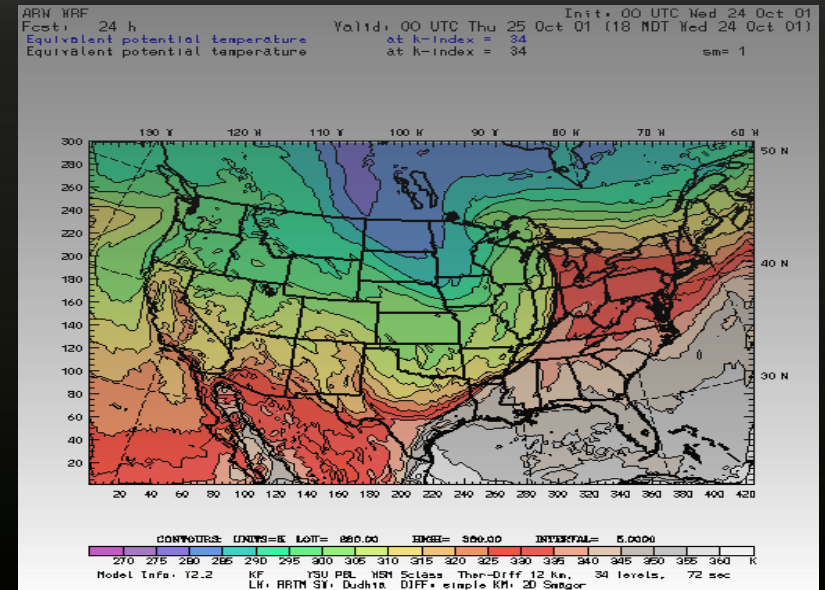 ARW WRF Init: 00 UTC Wed 24 Oct 01
Fcst: 24 h Valid: 00 UTC Thu 25 Oct 01 (18 MDT Wed 24 Oct 01)
Equivalent potential temperature at k-index = 34
Equivalent potential temperature at k-index = 34 sm= 1
130 W 120 W 110 W 100 W 90 W 80 W 70 W 60 W
300
280
260
240
220
200
180
160
140
120
100
80
60
40
20
50 N
40 N
30 N
20 40 60 80 100 120 140 160 180 200 220 240 260 280 300 320 340 360 380 400 420
CONTOURS: UNITS=K LOW= HIGH= INTERVAL= 5.0000
270 275 280 285 290 295 300 305 310 315 320 325 330 335 340 345 350 355 360 K
Model Info: V2.2 KF YSU PBL WSM 5class Ther-Diff 12 km, 34 levels, 72 sec
LW: RRTM SW: Dudhia DIFF: simple KM: 2D Smagor